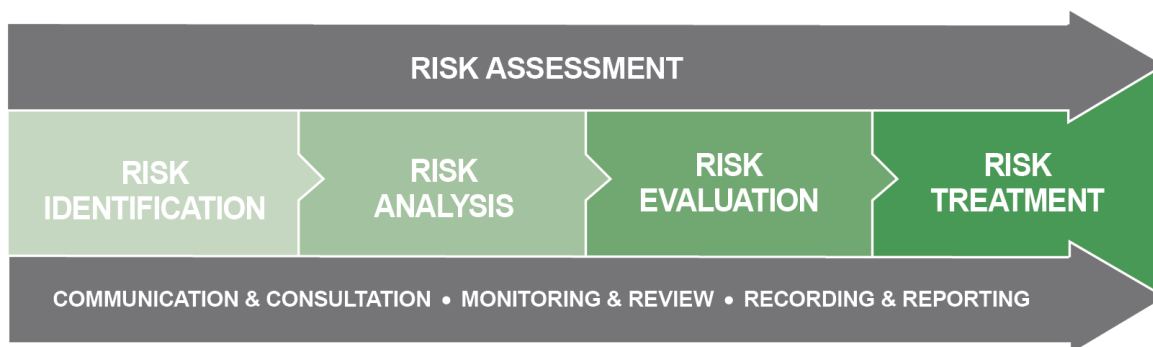 RISK ASSESSMENT
RISK
IDENTIFICATION
RISK
ANALYSIS
RISK
EVALUATION
RISK
TREATMENT
COMMUNICATION & CONSULTATION • MONITORING & REVIEW • RECORDING & REPORTING